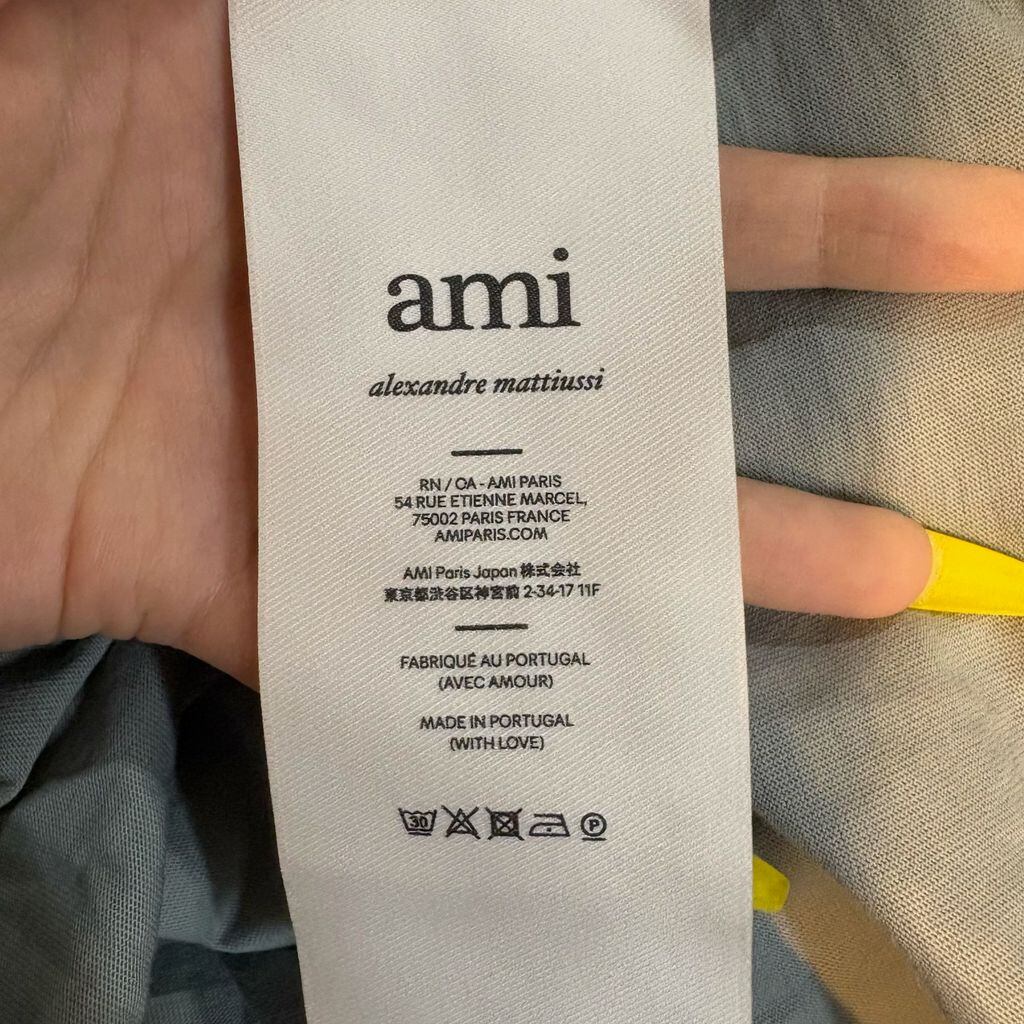 ami
alexandre mattiussi
RN / CA - AMI PARIS
54 RUE ETIENNE MARCEL,
75002 PARIS FRANCE
AMIPARIS.COM
AMI Paris Japan 株式会社
東京都渋谷区神宮前 2-34-17 11F
FABRIQUÉ AU PORTUGAL
(AVEC AMOUR)
MADE IN PORTUGAL
(WITH LOVE)
30 P